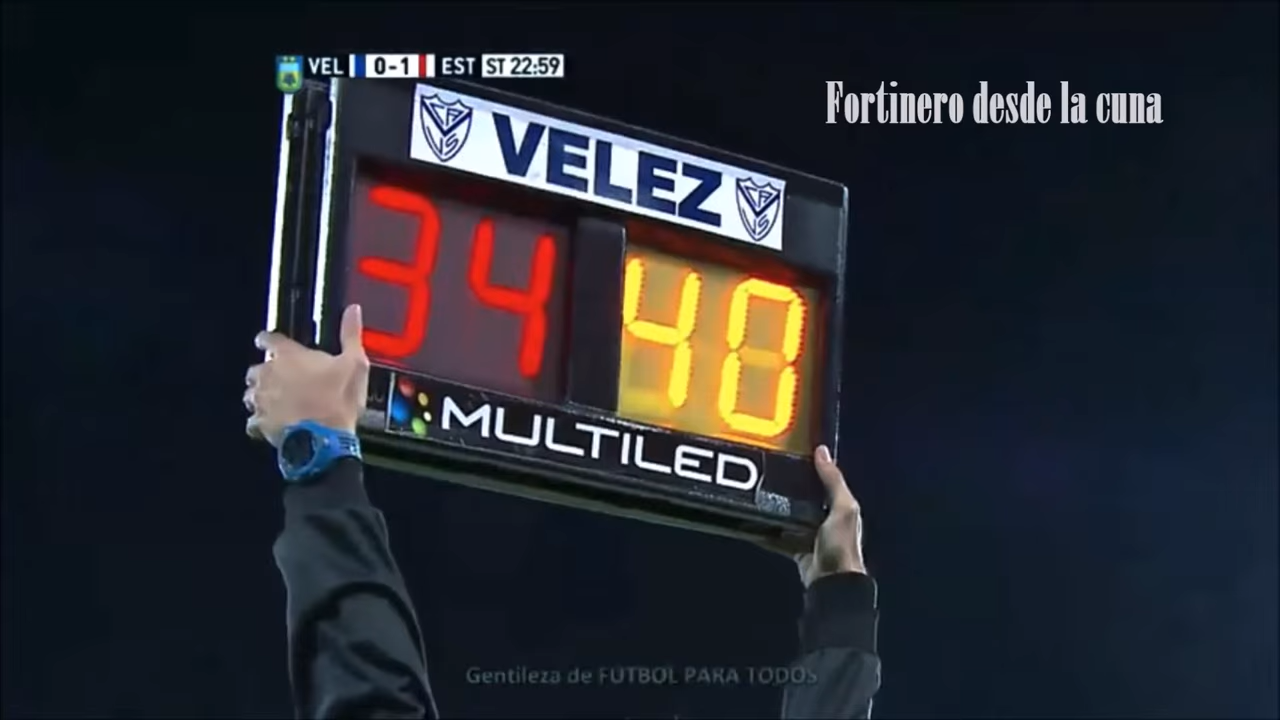 VEL 0-1 EST ST 22:59
Fortinero desde la cuna
VELEZ
34 40
MULTILED
Gentileza de FUTBOL PARA TODOS